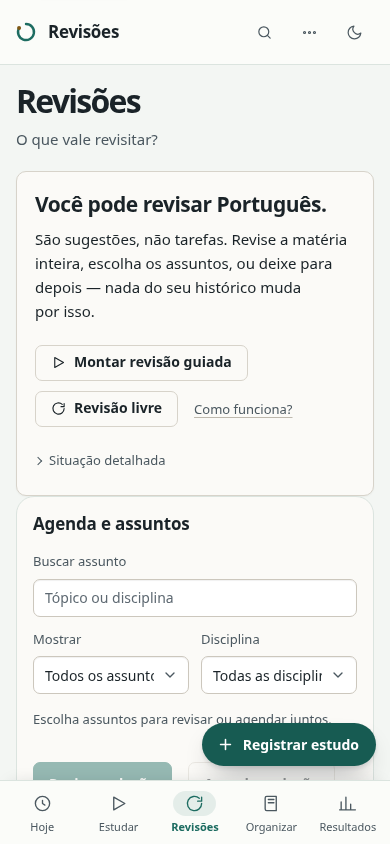 Revisões
Revisões
O que vale revisitar?
Você pode revisar Português.
São sugestões, não tarefas. Revise a matéria
inteira, escolha os assuntos, ou deixe para
depois — nada do seu histórico muda
por isso.
Montar revisão guiada
Revisão livre
Como funciona?
Situação detalhada
Agenda e assuntos
Buscar assunto
Tópico ou disciplina
Mostrar
Disciplina
Todos os assunto
Todas as disciplin
Escolha assuntos para revisar ou agendar juntos.
Registrar estudo
Hoje
Estudar
Revisões
Organizar
Resultados